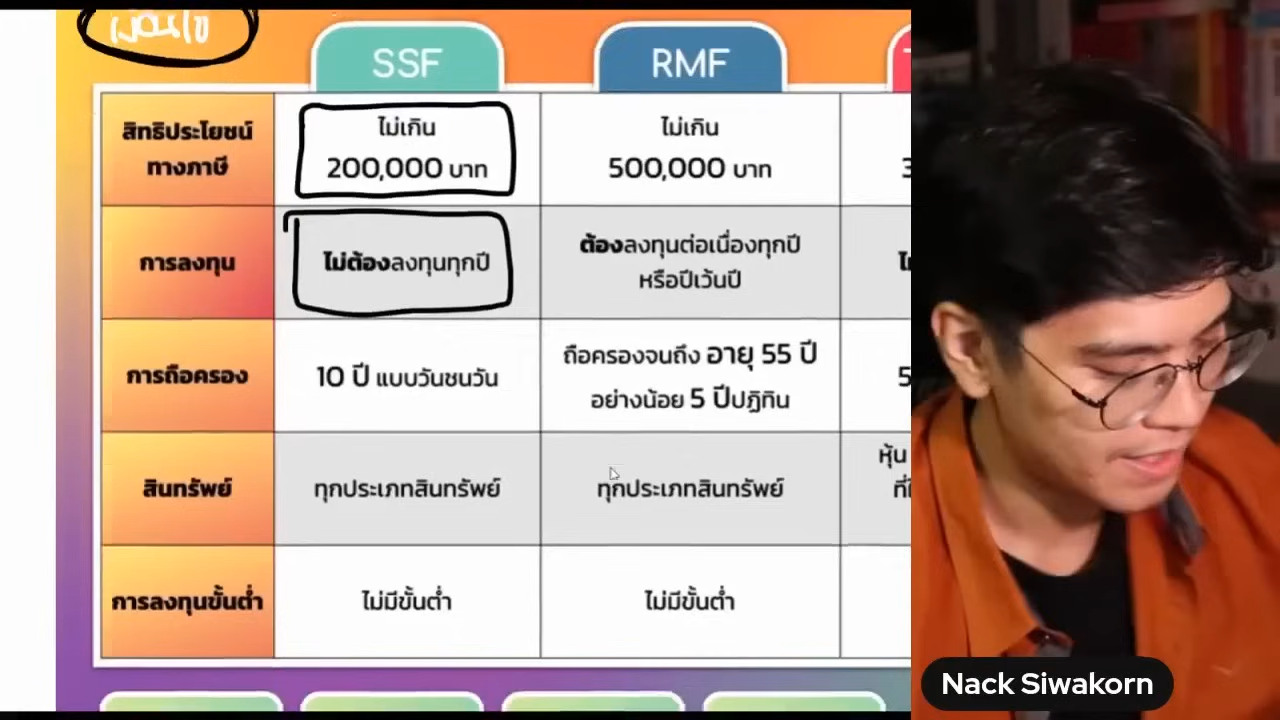 เงื่อนไข
SSF
RMF
สิทธิประโยชน์
ทางภาษี
ไม่เกิน
200,000 บาท
ไม่เกิน
500,000 บาท
3
การลงทุน
ไม่ต้องลงทุนทุกปี
ต้องลงทุนต่อเนื่องทุกปี
หรือปีเว้นปี
การถือครอง
10 ปี แบบวันชนวัน
ถือครองจนถึง อายุ 55 ปี
อย่างน้อย 5 ปีปฏิทิน
5
สินทรัพย์
ทุกประเภทสินทรัพย์
ทุกประเภทสินทรัพย์
หุ้น
การลงทุนขั้นต่ำ
ไม่มีขั้นต่ำ
ไม่มีขั้นต่ำ
Nack Siwakorn